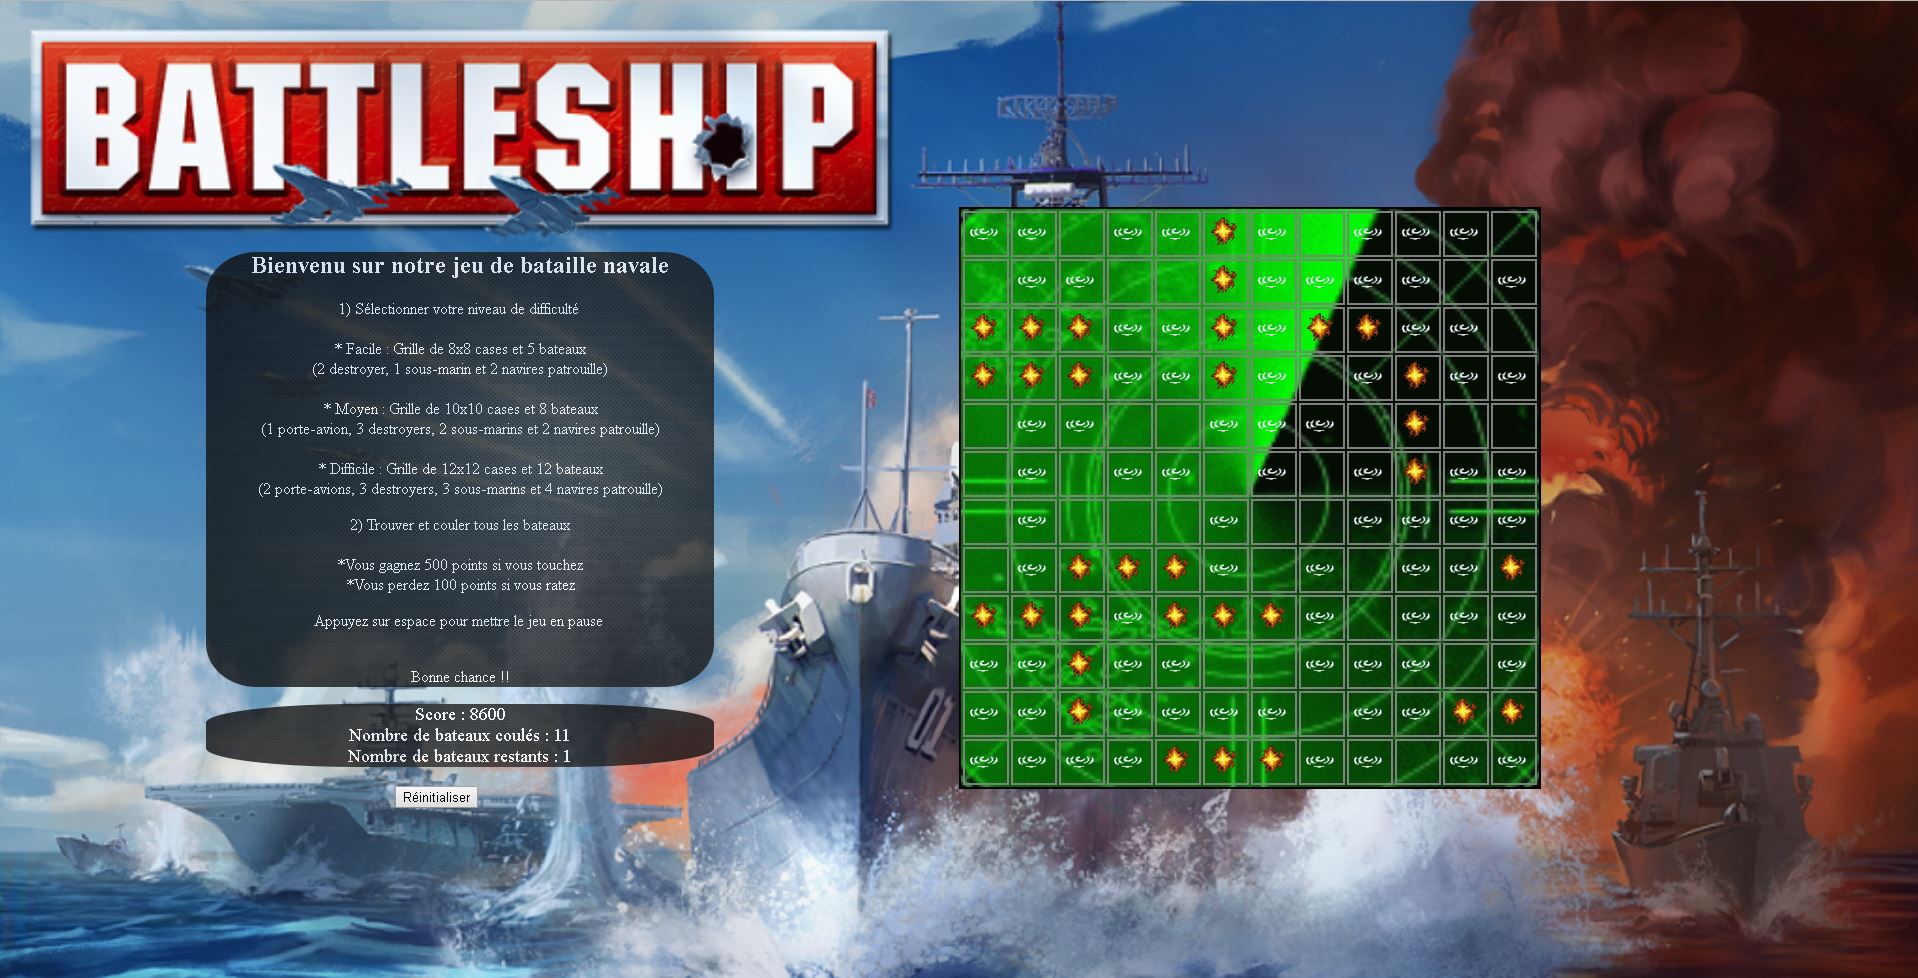 BATTLESHIP
Bienvenu sur notre jeu de bataille navale
1) Sélectionner votre niveau de difficulté
* Facile : Grille de 8x8 cases et 5 bateaux
(2 destroyer, 1 sous-marin et 2 navires patrouille)
* Moyen : Grille de 10x10 cases et 8 bateaux
(1 porte-avion, 3 destroyers, 2 sous-marins et 2 navires patrouille)
* Difficile : Grille de 12x12 cases et 12 bateaux
(2 porte-avions, 3 destroyers, 3 sous-marins et 4 navires patrouille)
2) Trouver et couler tous les bateaux
*Vous gagnez 500 points si vous touchez
*Vous perdez 100 points si vous ratez
Appuyez sur espace pour mettre le jeu en pause
Bonne chance !!
Score : 8600
Nombre de bateaux coulés : 11
Nombre de bateaux restants : 1
Réinitialiser